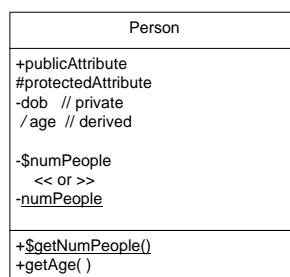 Person
+publicAttribute
#protectedAttribute
-dob // private
/ age // derived
-$numPeople
<< or >>
-numPeople
+$getNumPeople()
+getAge( )